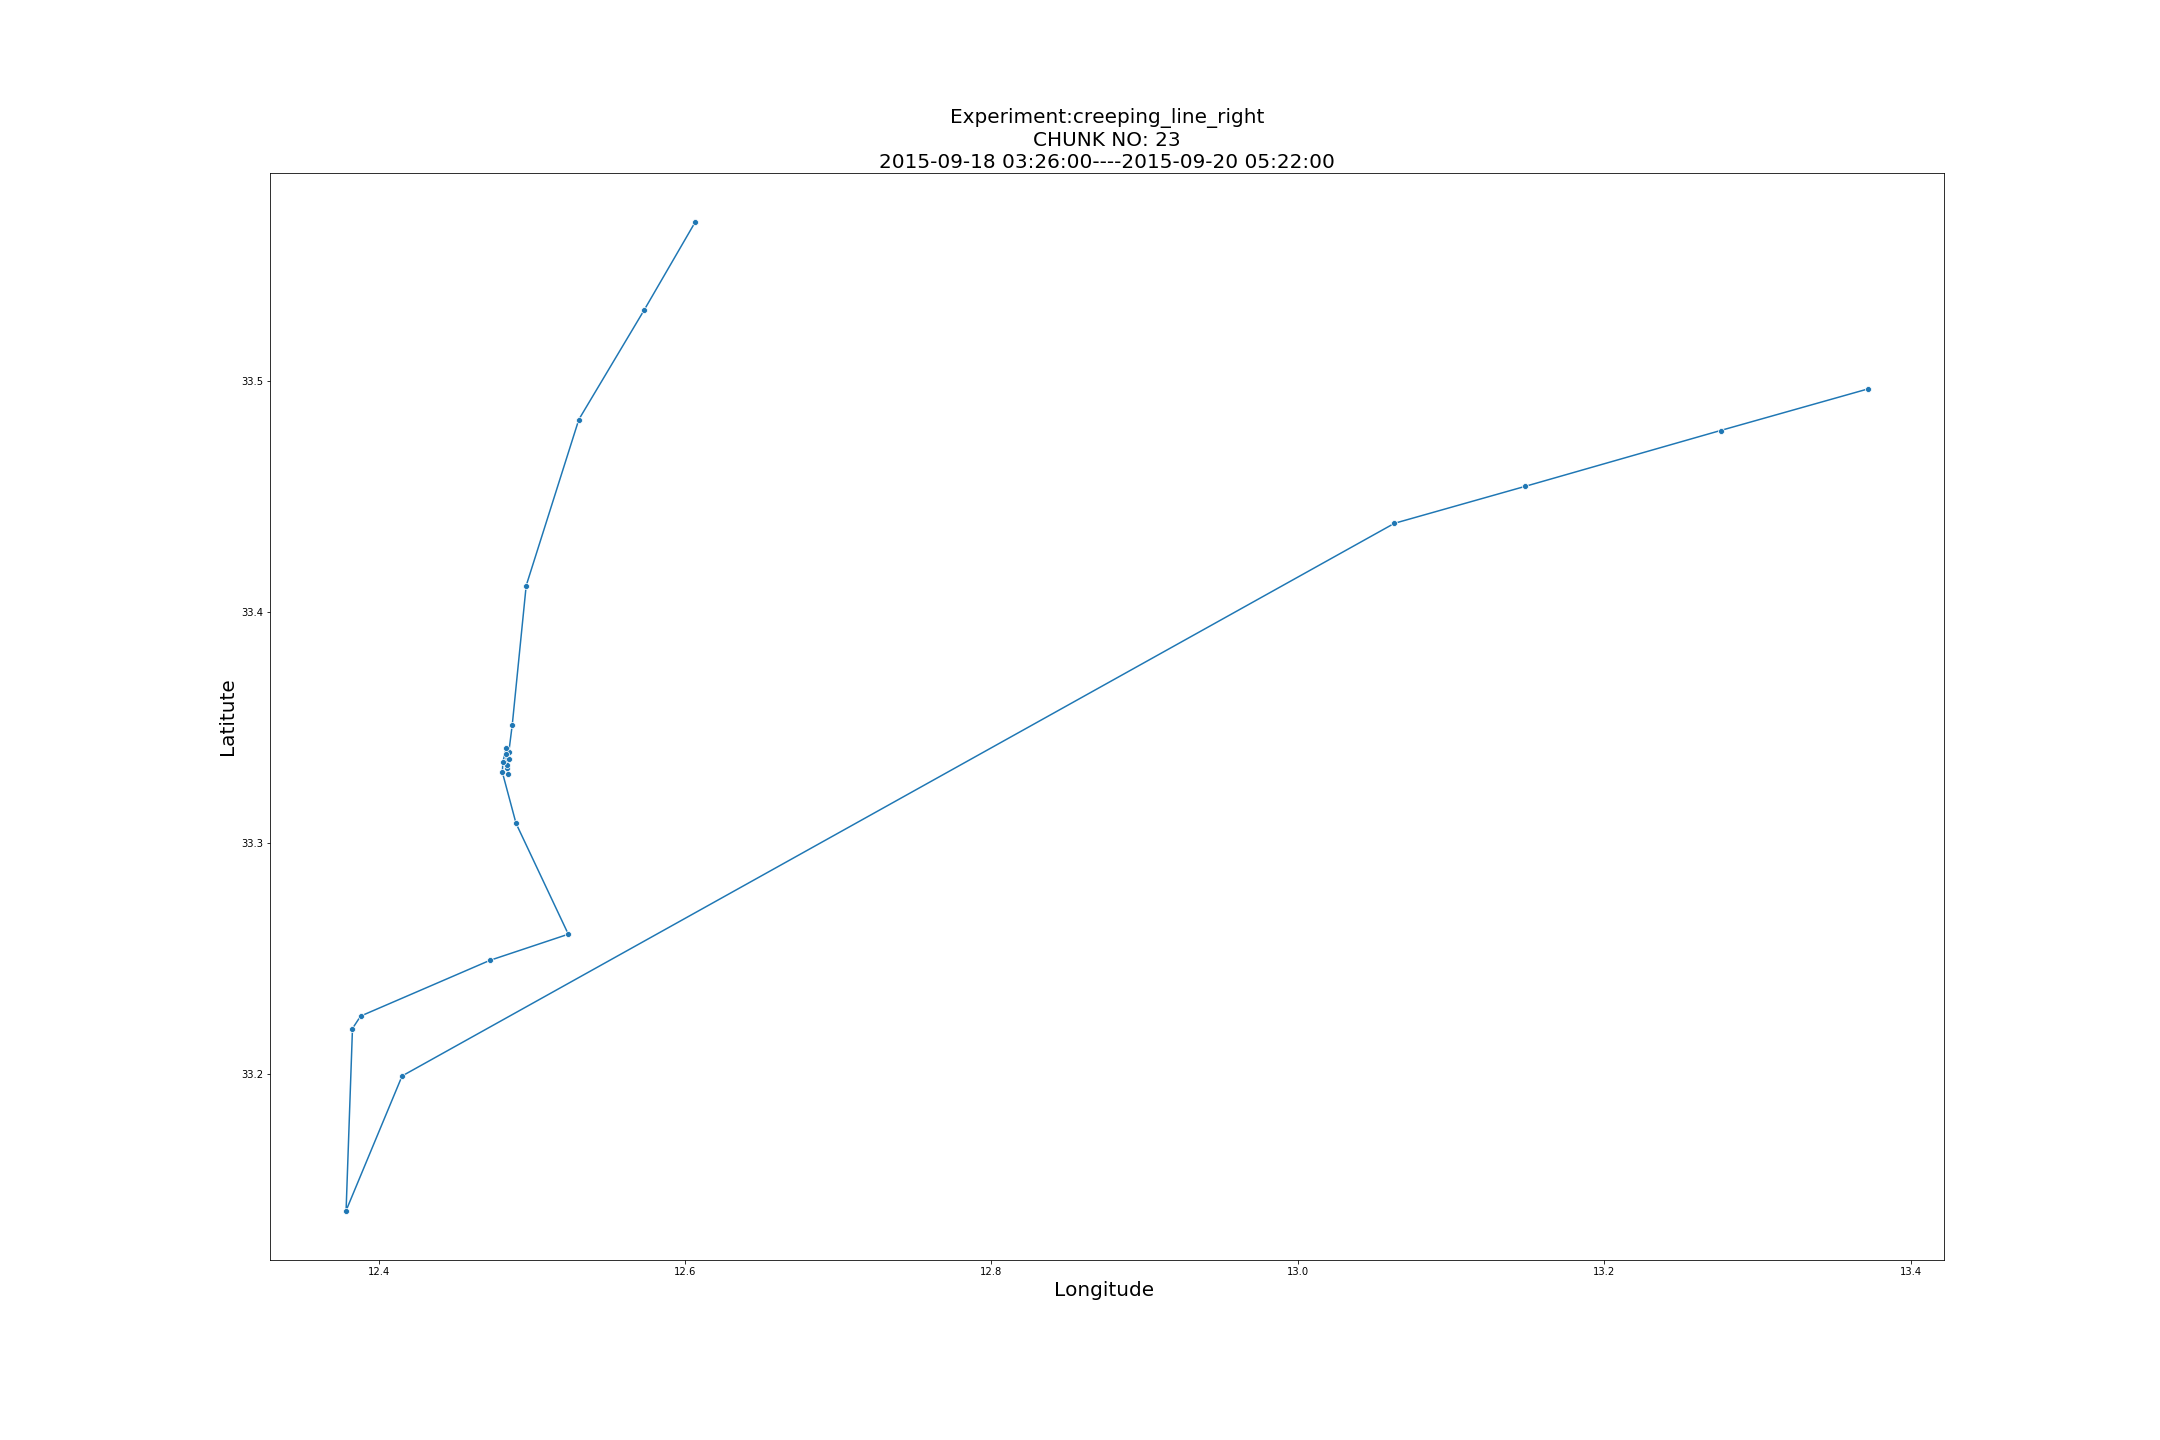 Experiment:creeping_line_right
CHUNK NO: 23
2015-09-18 03:26:00----2015-09-20 05:22:00
Latitute
33.5
33.4
33.3
33.2
12.4 12.6 12.8 13.0 13.2 13.4
Longitude